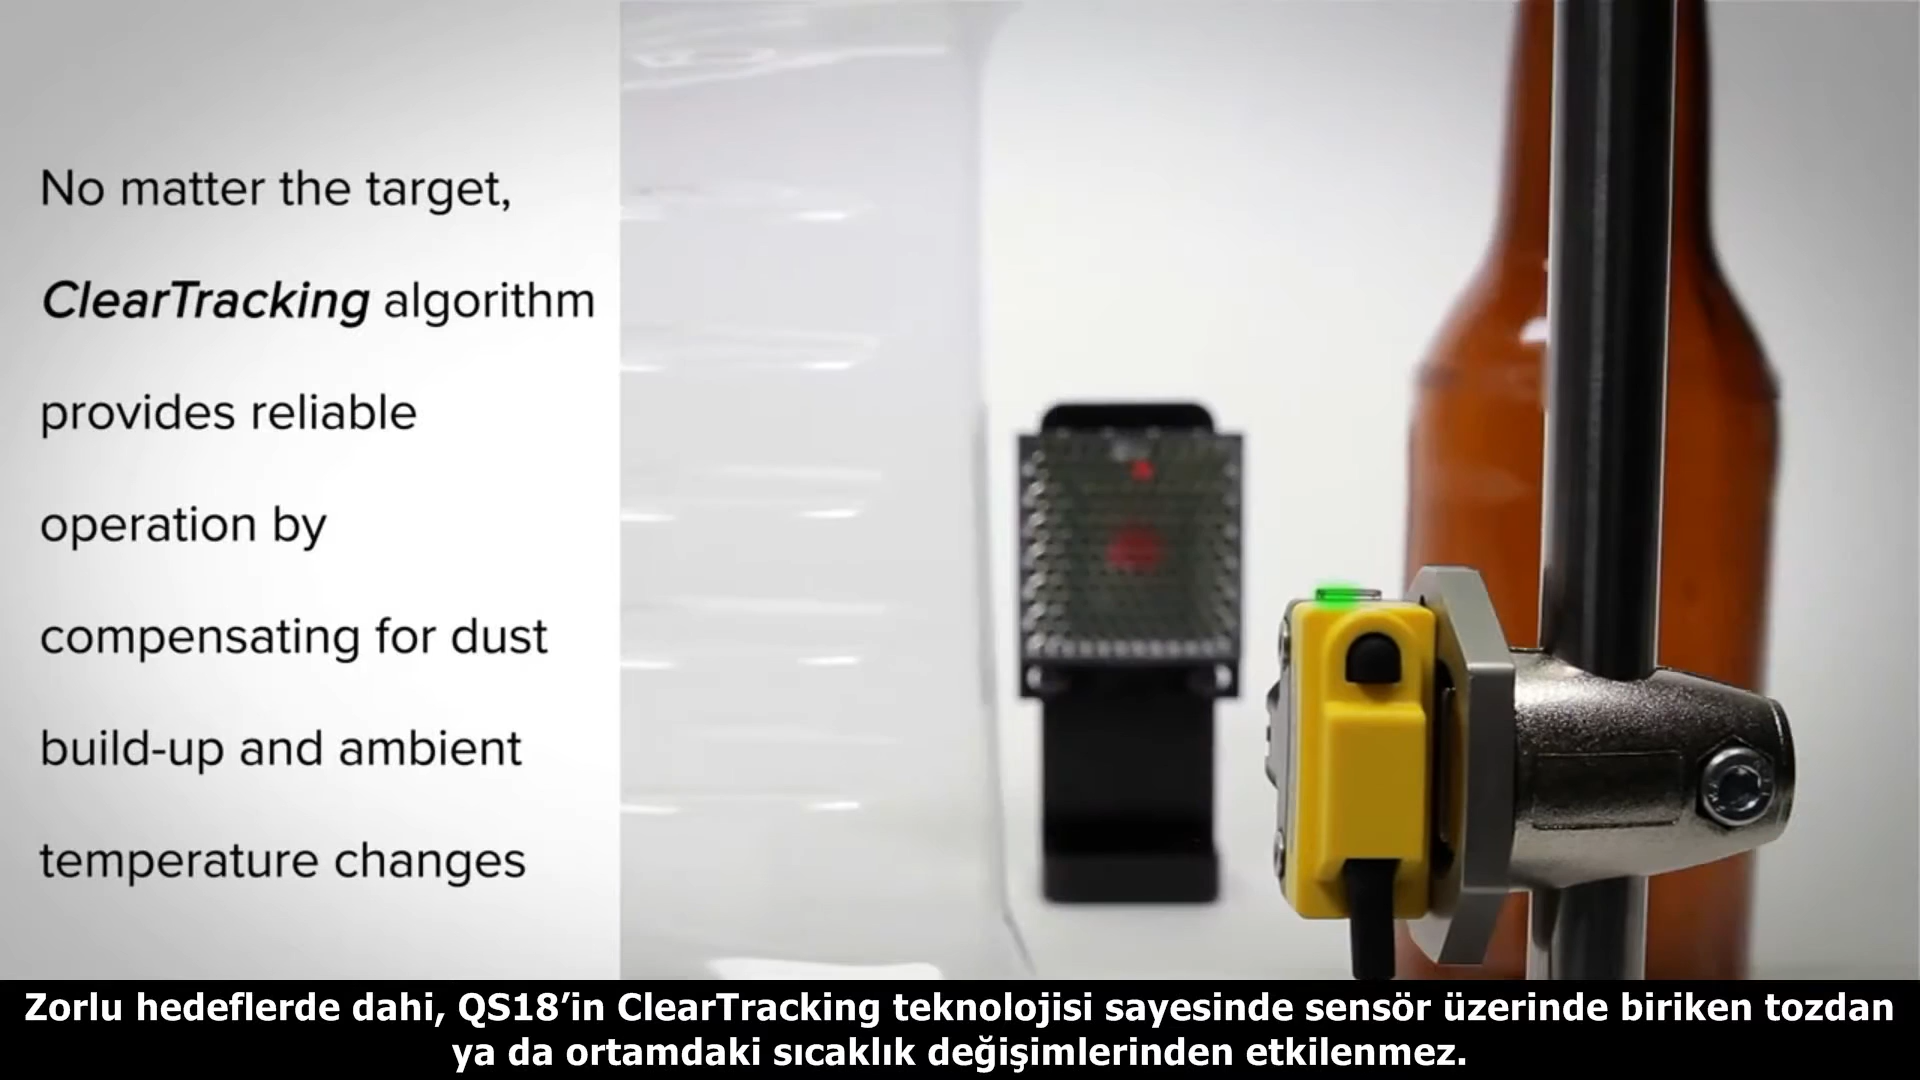 No matter the target,
ClearTracking algorithm
provides reliable
operation by
compensating for dust
build-up and ambient
temperature changes
Zorlu hedeflerde dahi, QS18’in ClearTracking teknolojisi sayesinde sensör üzerinde biriken tozdan
ya da ortamdaki sıcaklık değişimlerinden etkilenmez.